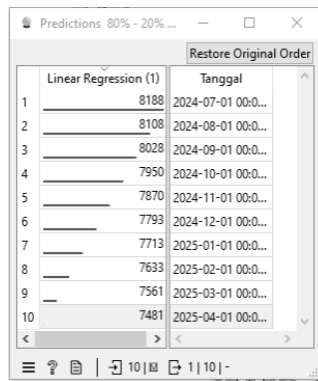 Predictions 80% - 20% ...
Restore Original Order
Linear Regression (1) Tanggal
1 8188 2024-07-01 00:0...
2 8108 2024-08-01 00:0...
3 8028 2024-09-01 00:0...
4 7950 2024-10-01 00:0...
5 7870 2024-11-01 00:0...
6 7793 2024-12-01 00:0...
7 7713 2025-01-01 00:0...
8 7633 2025-02-01 00:0...
9 7561 2025-03-01 00:0...
10 7481 2025-04-01 00:0...
10 | 1 | 10 | -